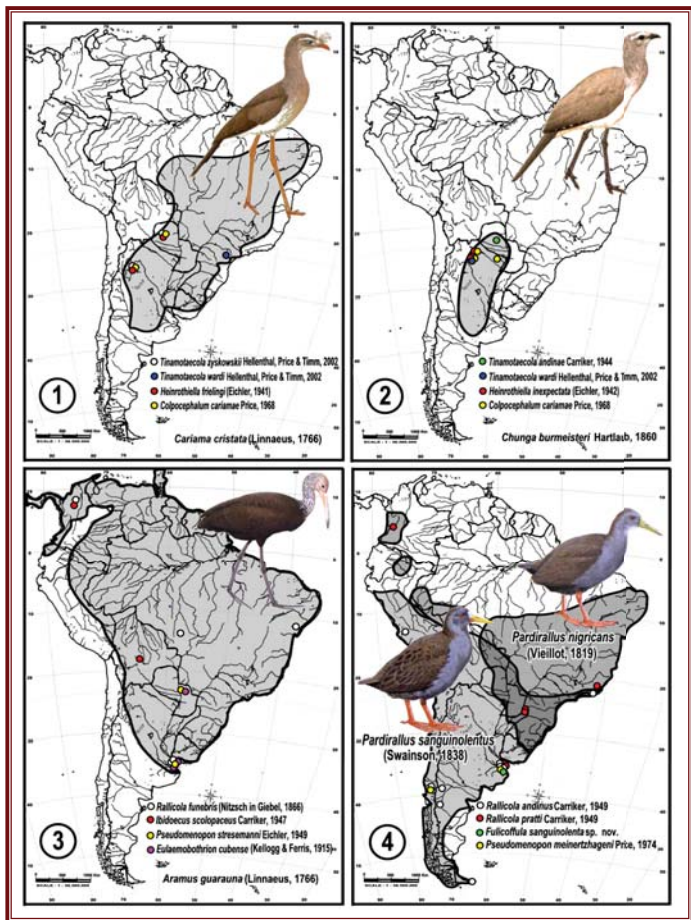 1
Tinamotaecola zyskowskii Hellenthal, Price & Timm, 2002
Tinamotaecola wardi Hellenthal, Price & Timm, 2002
Heinrothiella frielingi (Eichler, 1941)
Colpocephalum cariamae Price, 1968
Cariama cristata (Linnaeus, 1766)
2
Tinamotaecola andinae Carriker, 1944
Tinamotaecola wardi Hellenthal, Price & Timm, 2002
Heinrothiella inexpectata (Eichler, 1942)
Colpocephalum cariamae Price, 1968
Chunga burmeisteri Hartlaub, 1860
3
Rallicola funebris (Nitzsch in Giebel, 1866)
Ibidoecus scolopaceus Carriker, 1947
Pseudomenopon stresemanni Eichler, 1949
Eulaemobothrion cubense (Kellogg & Ferris, 1915)
Aramus guarauna (Linnaeus, 1766)
Pardirallus nigricans
(Vieillot, 1819)
Pardirallus sanguinolentus
(Swainson, 1838)
4
Rallicola andinus Carriker, 1949
Rallicola pratti Carriker, 1949
Fulicoffula sanguinolenta sp. nov.
Pseudomenopon meinertzhageni Price, 1974